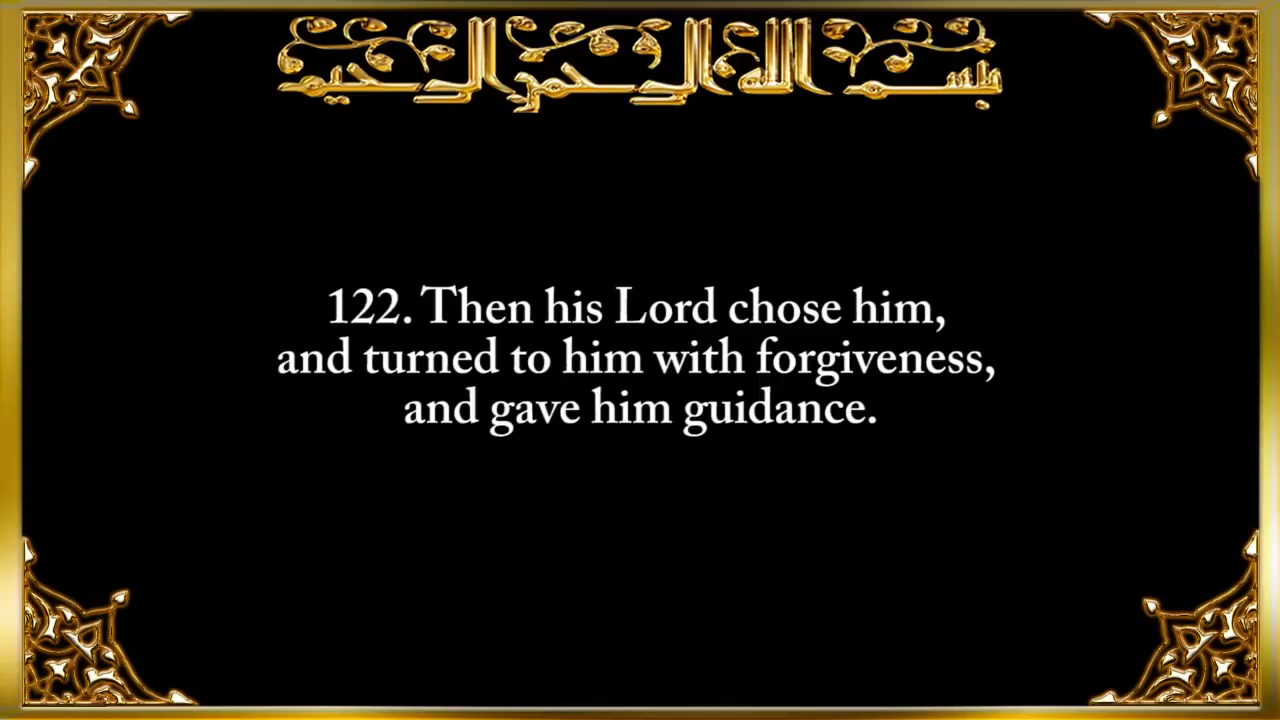 بسم الله الرحمن الرحيم
122. Then his Lord chose him,
and turned to him with forgiveness,
and gave him guidance.